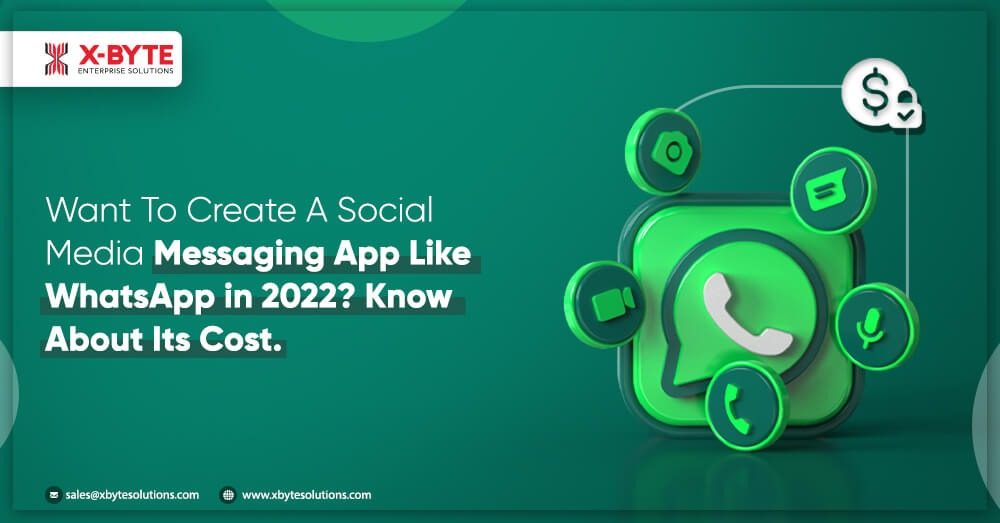 X-BYTE
ENTERPRISE SOLUTIONS
Want To Create A Social
Media Messaging App Like
WhatsApp in 2022? Know
About Its Cost.
sales@xbytesolutions.com
www.xbytesolutions.com
$